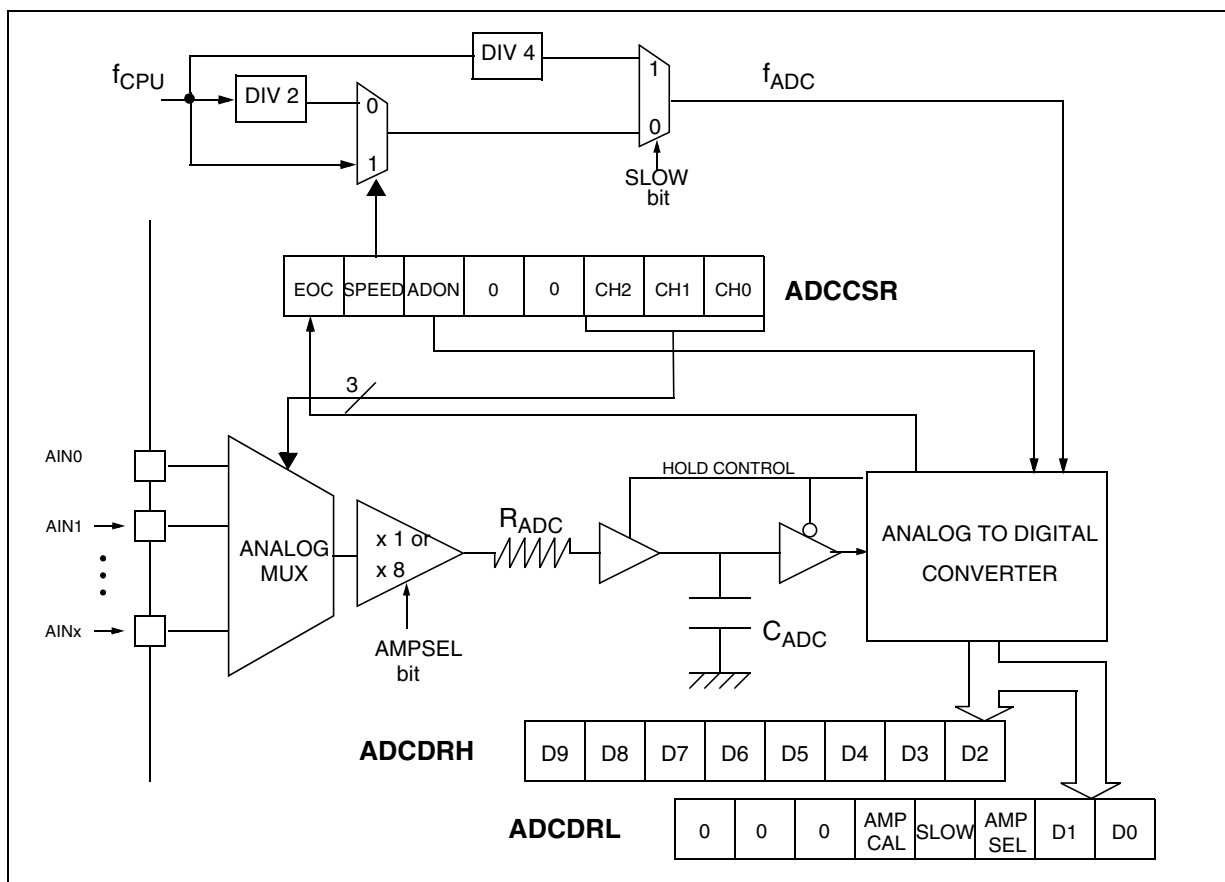 DIV 4
fCPU
DIV 2
0
1
1
0
fADC
SLOW
bit
EOC SPEED ADON 0 0 CH2 CH1 CH0
ADCCSR
3
AIN0
AIN1
AINx
ANALOG
MUX
x 1 or
x 8
AMPSEL
bit
RADC
HOLD CONTROL
CADC
ANALOG TO DIGITAL
CONVERTER
ADCDRH
D9 D8 D7 D6 D5 D4 D3 D2
ADCDRL
0 0 0 AMP CAL SLOW AMP SEL D1 D0